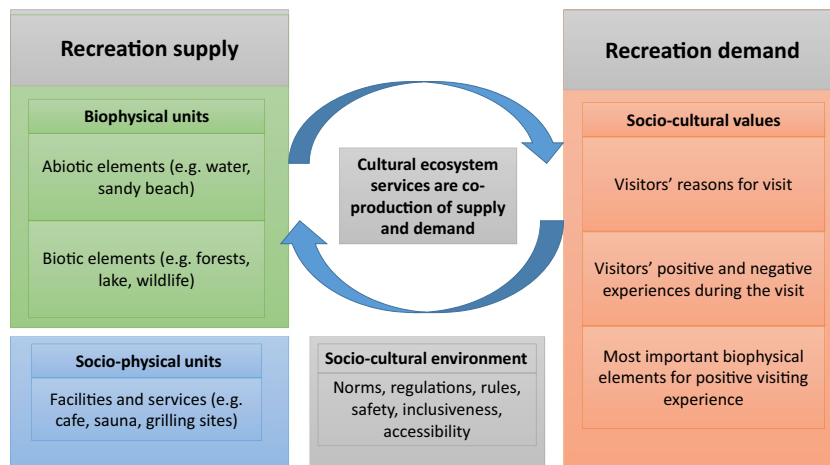 Recreation supply
Biophysical units
Abiotic elements (e.g. water,
sandy beach)
Biotic elements (e.g. forests,
lake, wildlife)
Socio-physical units
Facilities and services (e.g.
cafe, sauna, grilling sites)
Cultural ecosystem
services are co-
production of supply
and demand
Socio-cultural environment
Norms, regulations, rules,
safety, inclusiveness,
accessibility
Recreation demand
Socio-cultural values
Visitors’ reasons for visit
Visitors’ positive and negative
experiences during the visit
Most important biophysical
elements for positive visiting
experience